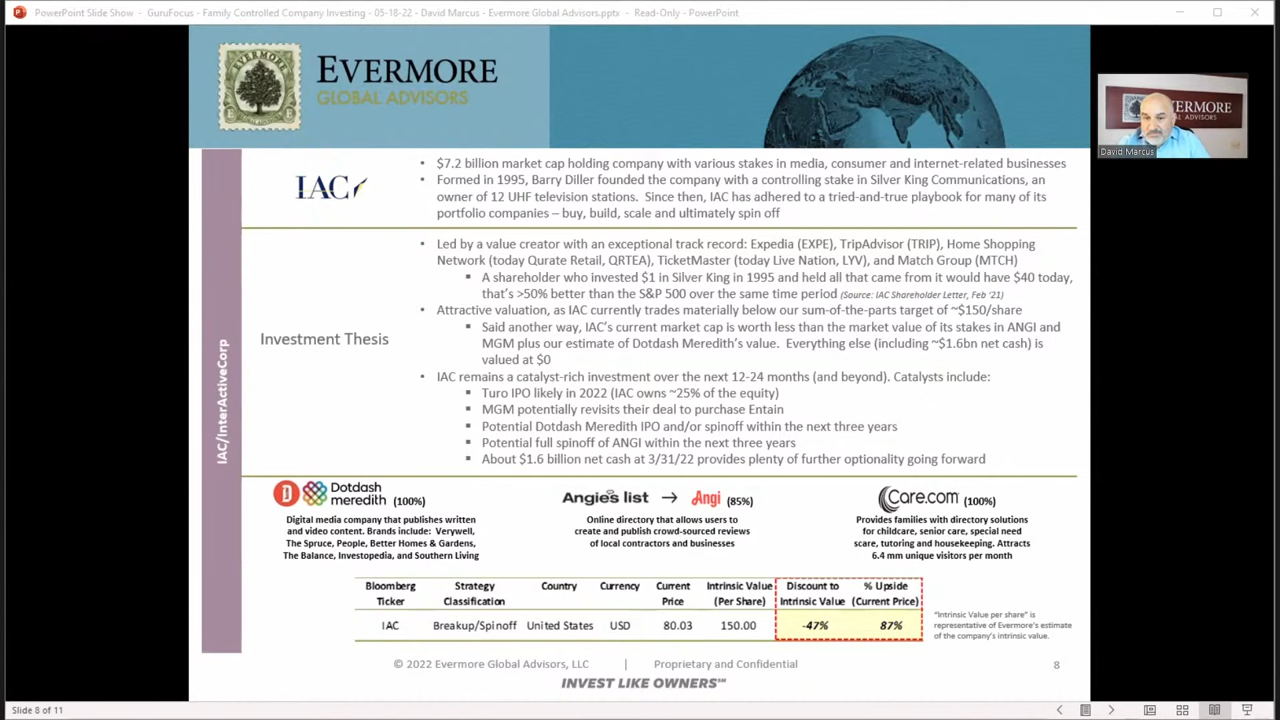 PowerPoint Slide Show - GuruFocus - Family Controlled Company Investing - 05-18-22 - David Marcus - Evermore Global Advisors.pptx - Read-Only - PowerPoint
EVERMORE
GLOBAL ADVISORS
EVERMORE
GLOBAL ADVISORS
David Marcus
IAC
• $7.2 billion market cap holding company with various stakes in media, consumer and internet-related businesses
• Formed in 1995, Barry Diller founded the company with a controlling stake in Silver King Communications, an
owner of 12 UHF television stations. Since then, IAC has adhered to a tried-and-true playbook for many of its
portfolio companies – buy, build, scale and ultimately spin off
IAC/InterActiveCorp
Investment Thesis
• Led by a value creator with an exceptional track record: Expedia (EXPE), TripAdvisor (TRIP), Home Shopping
Network (today Qurate Retail, QRTEA), TicketMaster (today Live Nation, LYV), and Match Group (MTCH)
▪ A shareholder who invested $1 in Silver King in 1995 and held all that came from it would have $40 today,
that's >50% better than the S&P 500 over the same time period (Source: IAC Shareholder Letter, Feb '21)
• Attractive valuation, as IAC currently trades materially below our sum-of-the-parts target of ~$150/share
▪ Said another way, IAC's current market cap is worth less than the market value of its stakes in ANGI and
MGM plus our estimate of Dotdash Meredith's value. Everything else (including ~$1.6bn net cash) is
valued at $0
• IAC remains a catalyst-rich investment over the next 12-24 months (and beyond). Catalysts include:
▪ Turo IPO likely in 2022 (IAC owns ~25% of the equity)
▪ MGM potentially revisits their deal to purchase Entain
▪ Potential Dotdash Meredith IPO and/or spinoff within the next three years
▪ Potential full spinoff of ANGI within the next three years
▪ About $1.6 billion net cash at 3/31/22 provides plenty of further optionality going forward
D Dotdash
meredith (100%)
Digital media company that publishes written
and video content. Brands include: Verywell,
The Spruce, People, Better Homes & Gardens,
The Balance, Investopedia, and Southern Living
Angies list → Angi (85%)
Online directory that allows users to
create and publish crowd-sourced reviews
of local contractors and businesses
Care.com (100%)
Provides families with directory solutions
for childcare, senior care, special need
scare, tutoring and housekeeping. Attracts
6.4 mm unique visitors per month
Bloomberg Strategy Country Currency Current Intrinsic Value Discount to % Upside
Ticker Classification Price (Per Share) Intrinsic Value (Current Price)
IAC Breakup/Spinoff United States USD 80.03 150.00 -47% 87%
"Intrinsic Value per share" is
representative of Evermore's estimate
of the company's intrinsic value.
© 2022 Evermore Global Advisors, LLC | Proprietary and Confidential 8
INVEST LIKE OWNERS℠
Slide 8 of 11